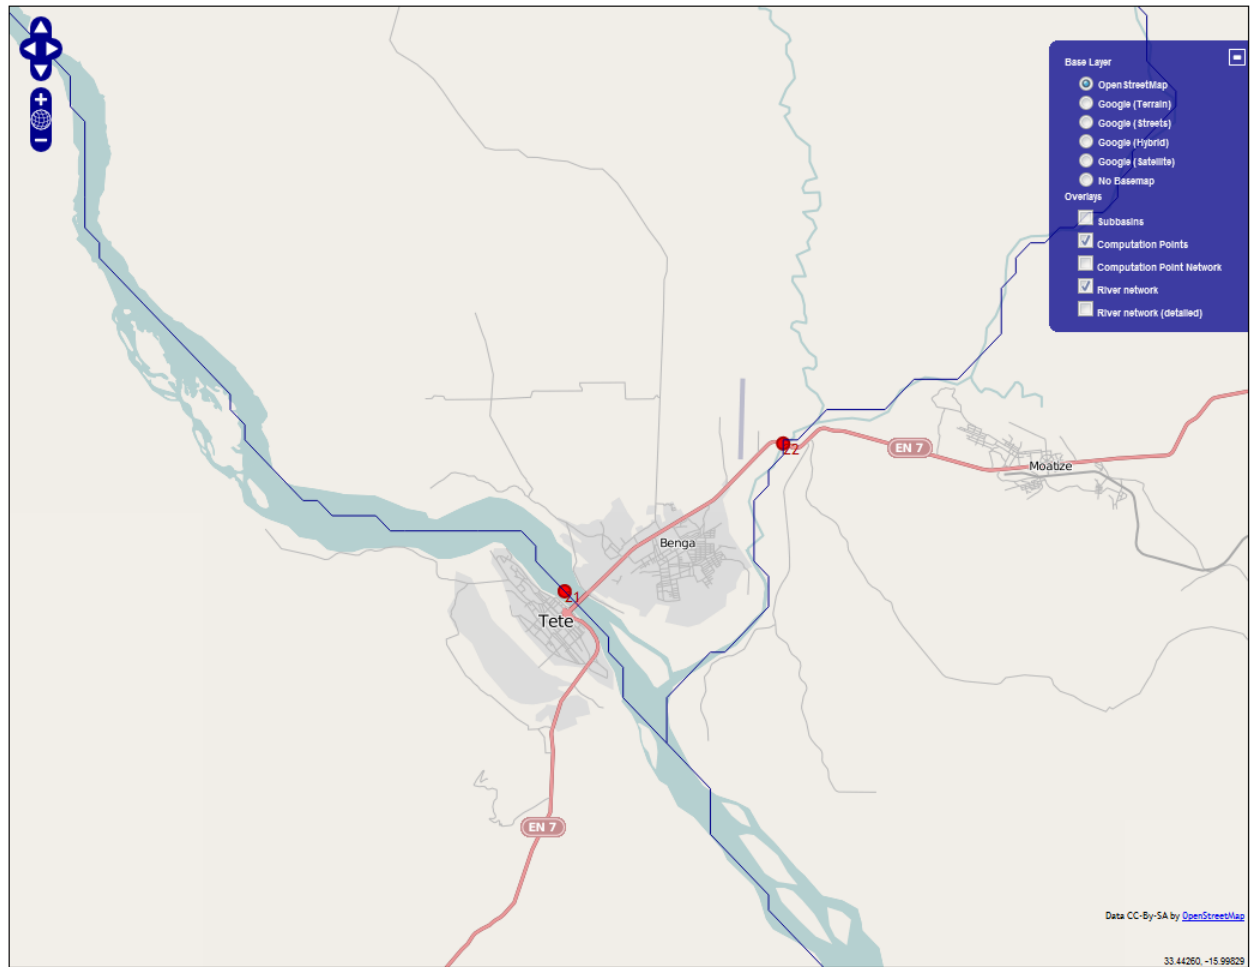 Base Layer
OpenStreetMap
Google (Terrain)
Google (Streets)
Google (Hybrid)
Google (Satellite)
No Basemap
Overlays
Subbasins
Computation Points
Computation Point Network
River network
River network (detailed)
22
EN 7
Moatize
Benga
21
Tete
EN 7
Data CC-By-SA by OpenStreetMap
33.44260, -15.99829